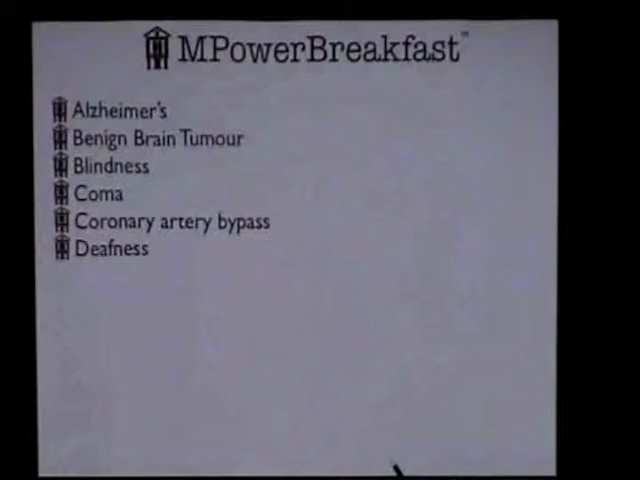 MPowerBreakfast™
Alzheimer's
Benign Brain Tumour
Blindness
Coma
Coronary artery bypass
Deafness